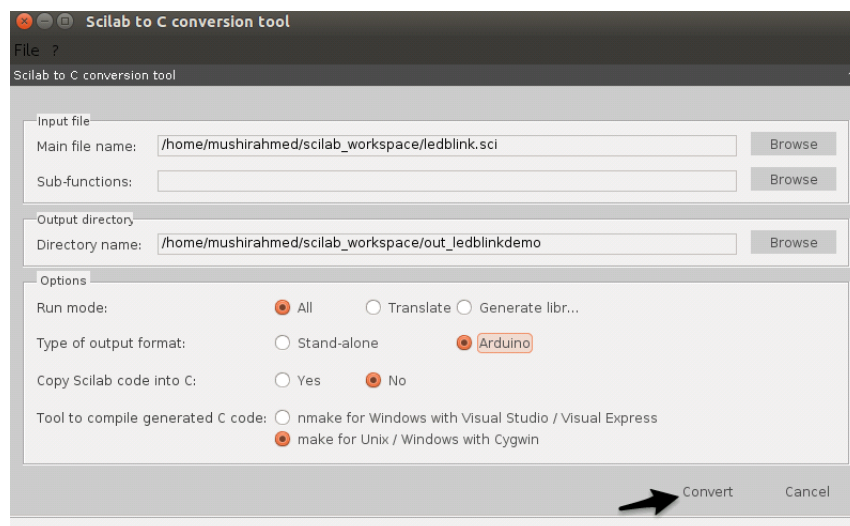 Scilab to C conversion tool
File ?
Scilab to C conversion tool
Input file
Main file name: /home/mushirahmed/scilab_workspace/ledblink.sci Browse
Sub-functions: Browse
Output directory
Directory name: /home/mushirahmed/scilab_workspace/out_ledblinkdemo Browse
Options
Run mode: All Translate Generate libr...
Type of output format: Stand-alone Arduino
Copy Scilab code into C: Yes No
Tool to compile generated C code: nmake for Windows with Visual Studio / Visual Express
make for Unix / Windows with Cygwin
Convert Cancel